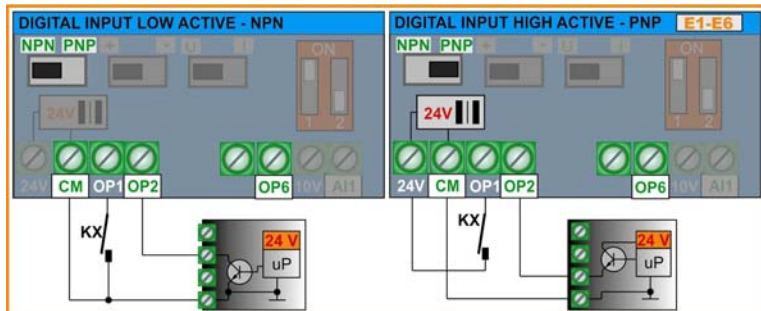 DIGITAL INPUT LOW ACTIVE - NPN
NPN PNP + - U I ON
24V
1 2
24V CM OP1 OP2 OP6 10V AI1
KX
24 V
uP
DIGITAL INPUT HIGH ACTIVE - PNP E1-E6
NPN PNP + - U I ON
24V
1 2
24V CM OP1 OP2 OP6 10V AI1
KX
24 V
uP